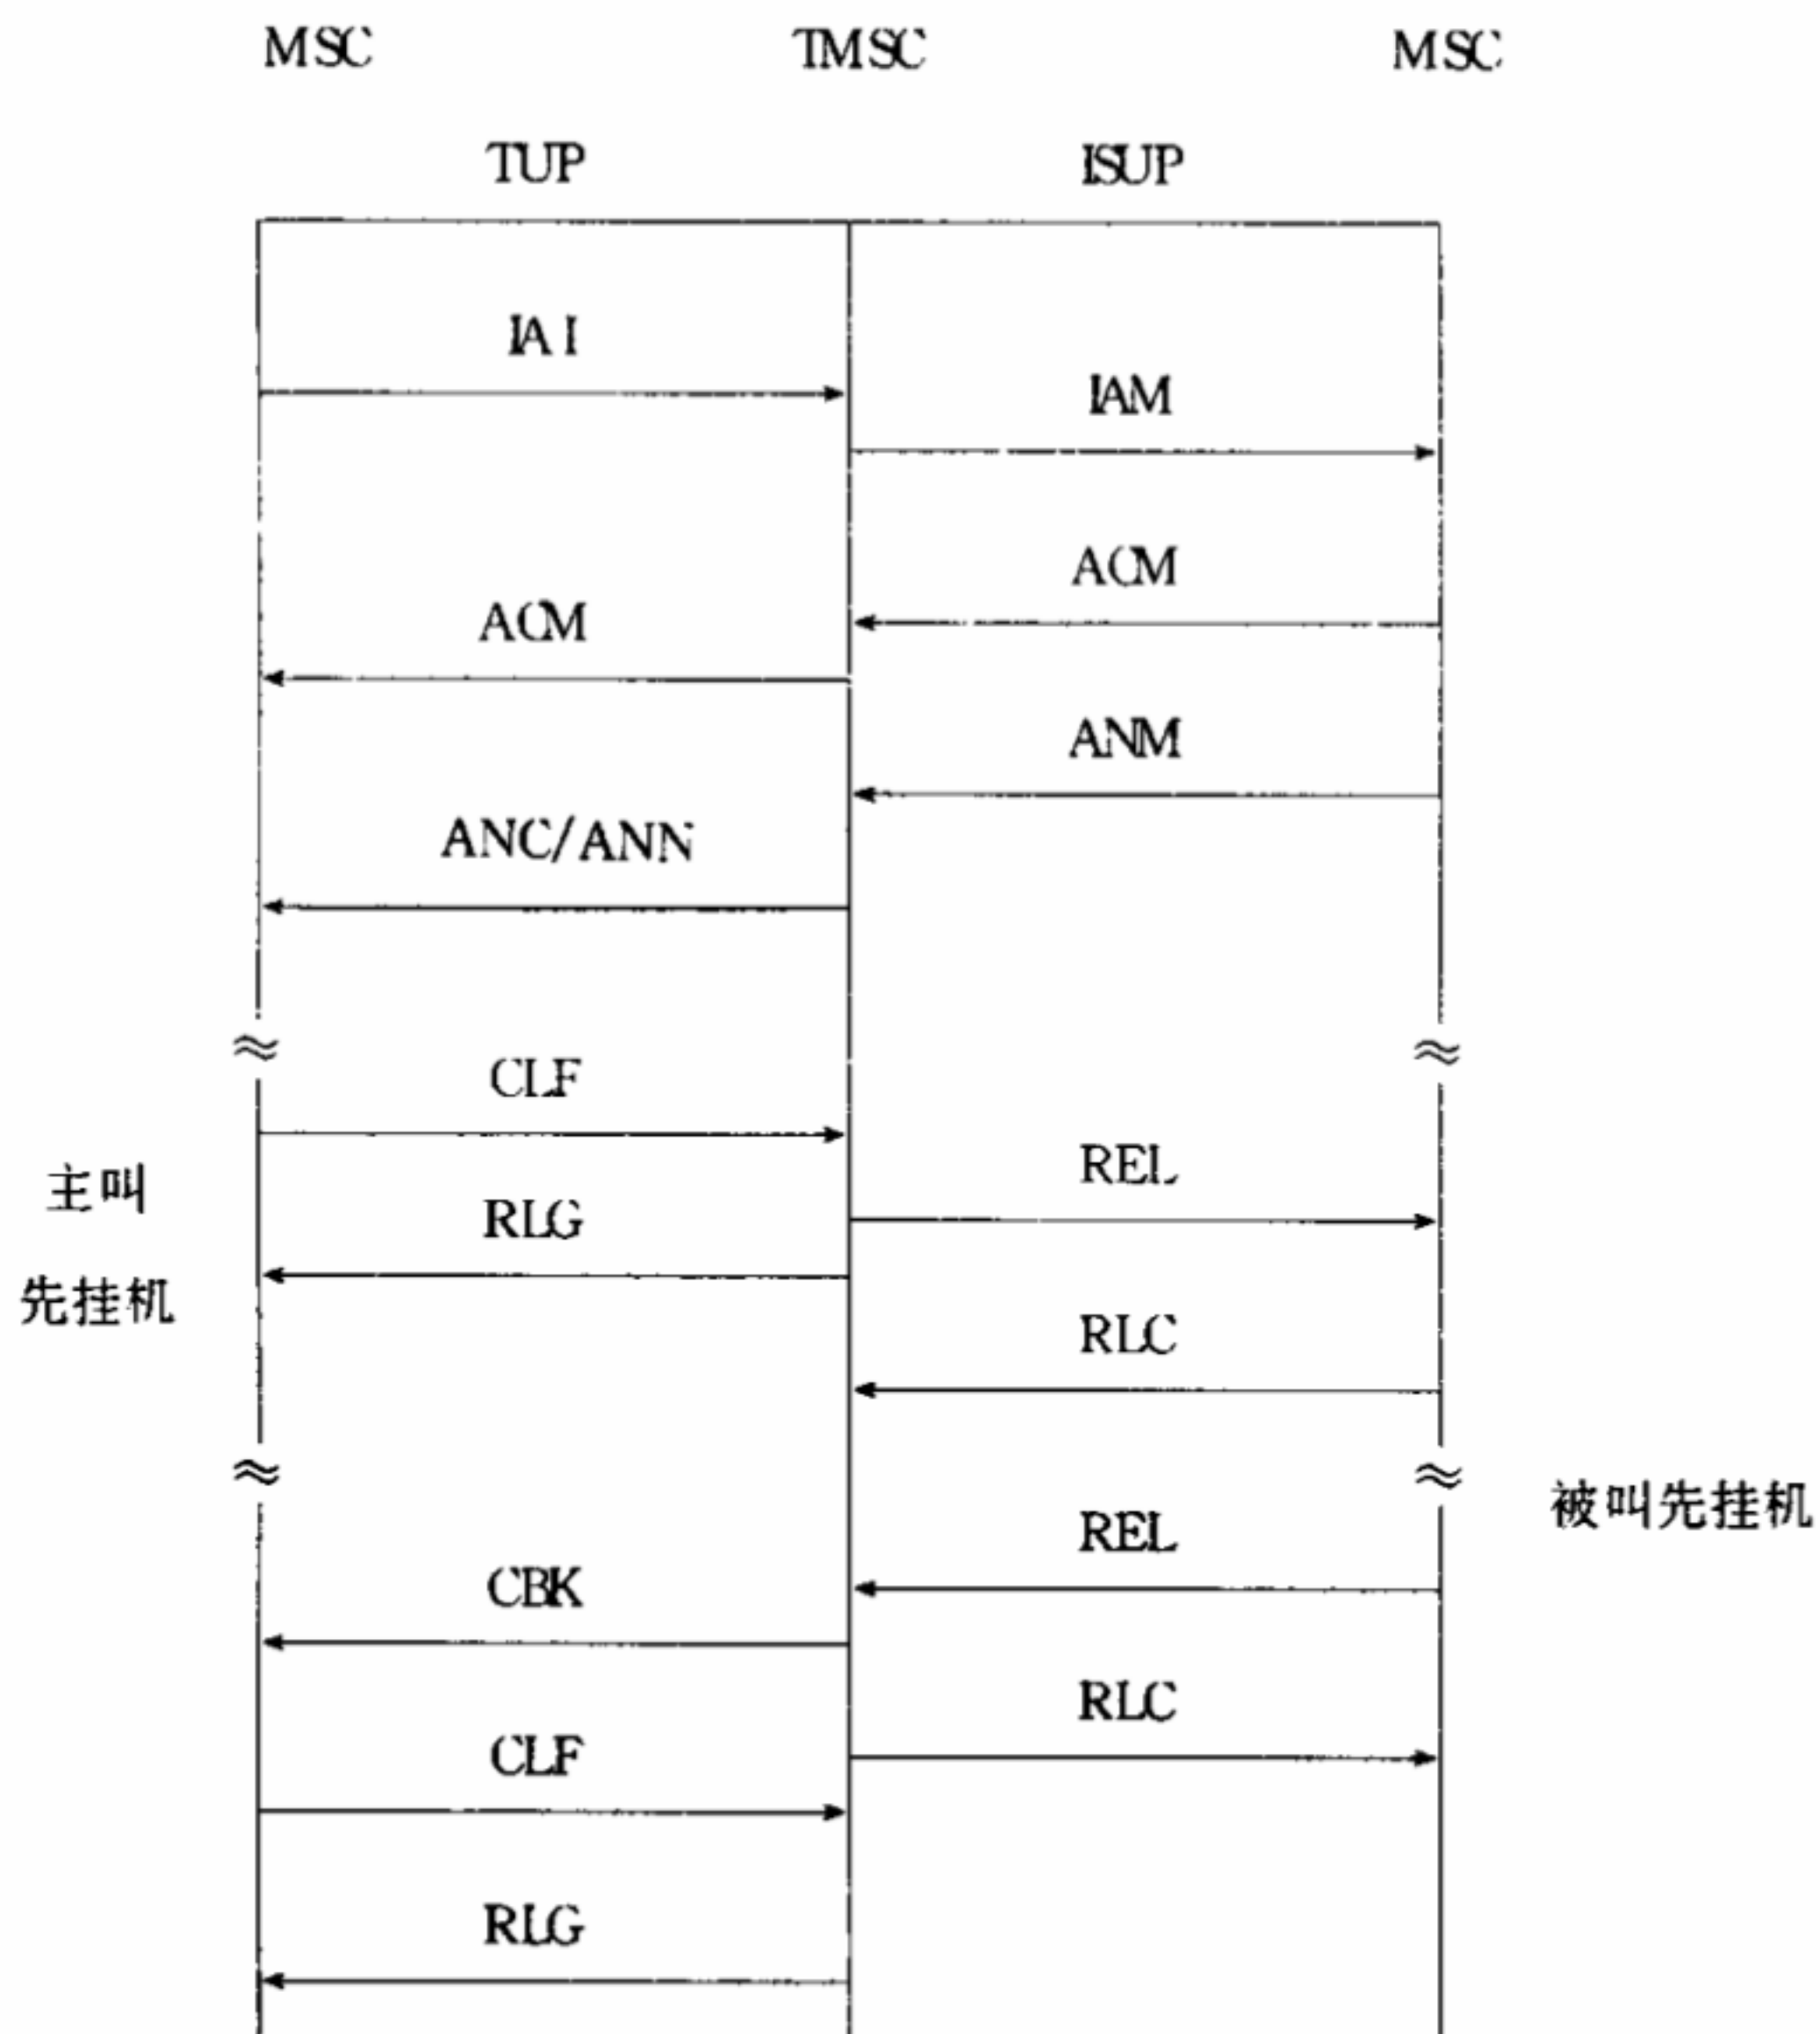 MSC TMSC MSC
TUP ISUP
IAI
IAM
ACM
ACM
ANM
ANC/ANN
CLF
REL
主叫
RLG
先挂机
RLC
被叫先挂机
REL
CBK
RLC
CLF
RLG